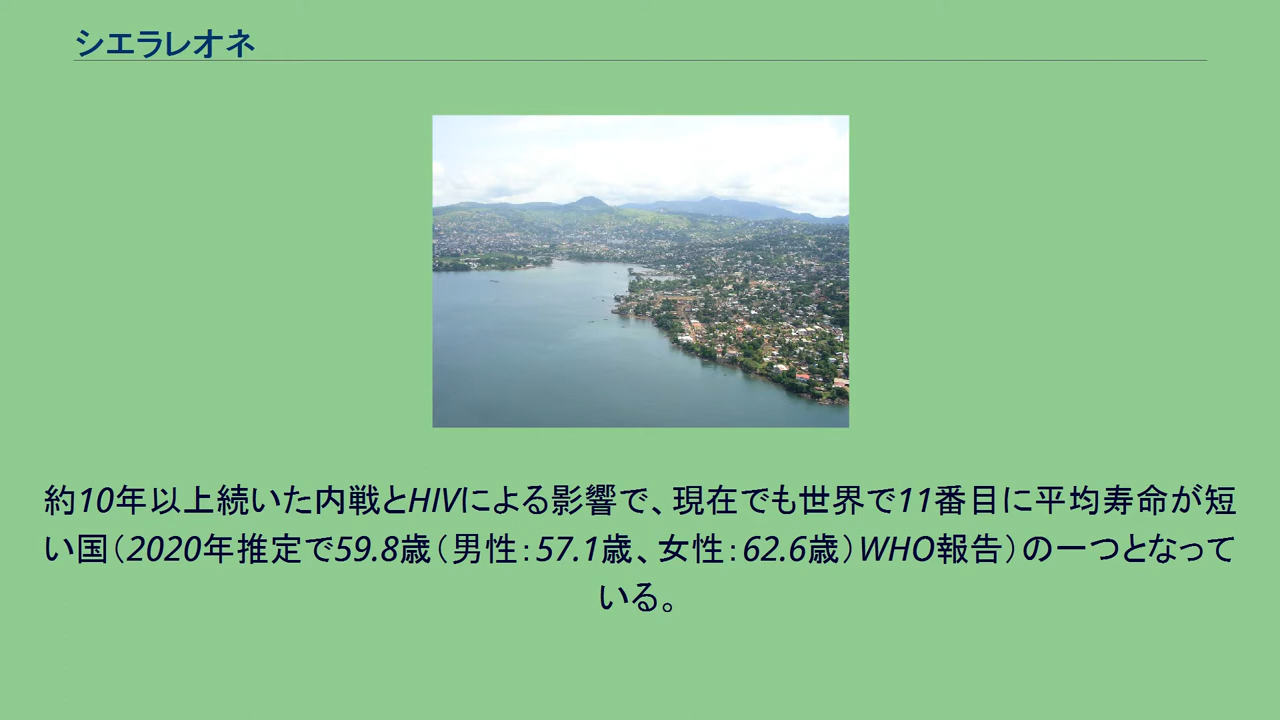 シエラレオネ
約10年以上続いた内戦とHIVによる影響で、現在でも世界で11番目に平均寿命が短
い国（2020年推定で59.8歳（男性：57.1歳、女性：62.6歳）WHO報告）の一つとなって
いる。